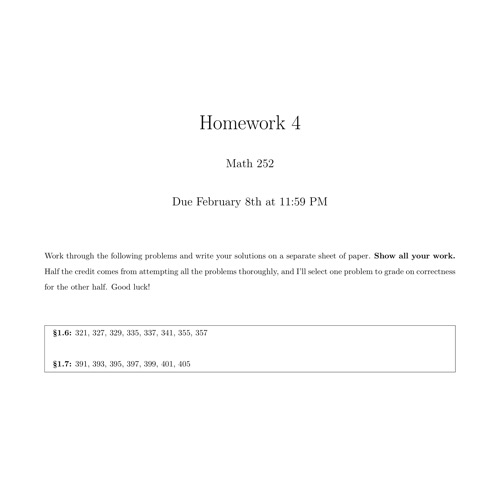 Homework 4
Math 252
Due February 8th at 11:59 PM
Work through the following problems and write your solutions on a separate sheet of paper. Show all your work.
Half the credit comes from attempting all the problems thoroughly, and I'll select one problem to grade on correctness
for the other half. Good luck!
§1.6: 321, 327, 329, 335, 337, 341, 355, 357
§1.7: 391, 393, 395, 397, 399, 401, 405